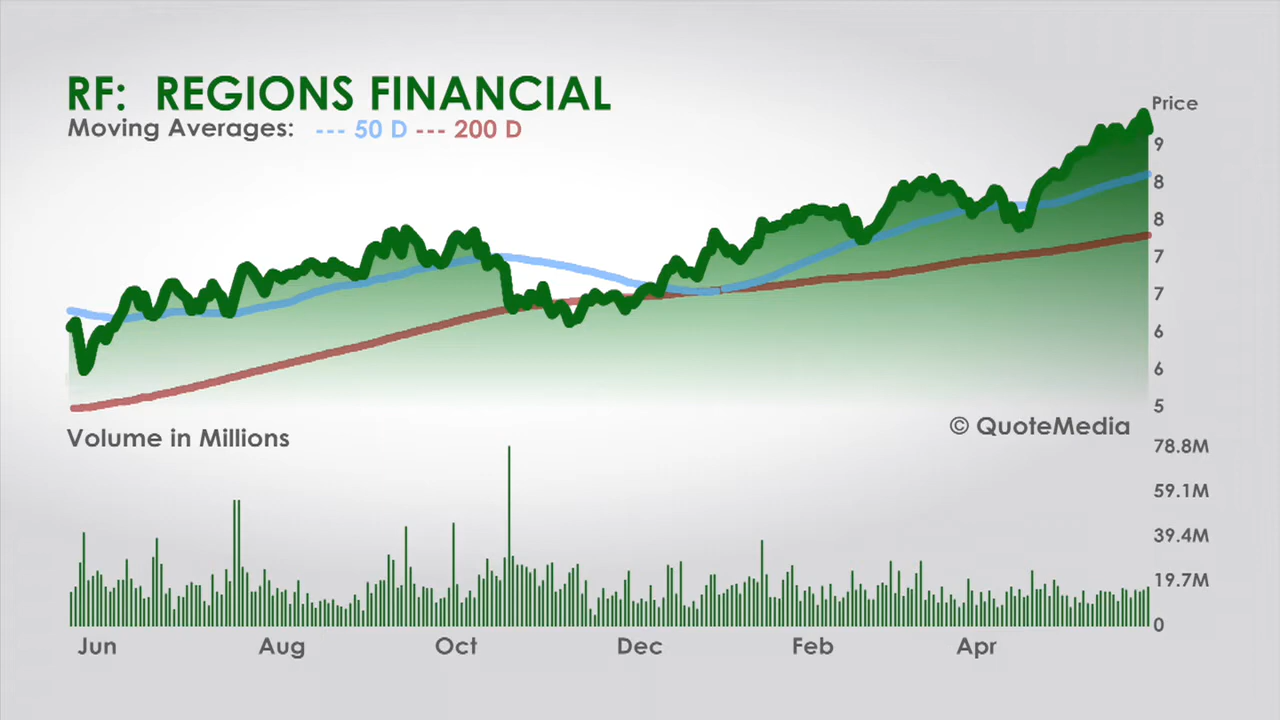 RF: REGIONS FINANCIAL
Moving Averages: --- 50 D --- 200 D
Price
9
8
8
7
7
6
6
5
© QuoteMedia
Volume in Millions
78.8M
59.1M
39.4M
19.7M
0
Jun Aug Oct Dec Feb Apr